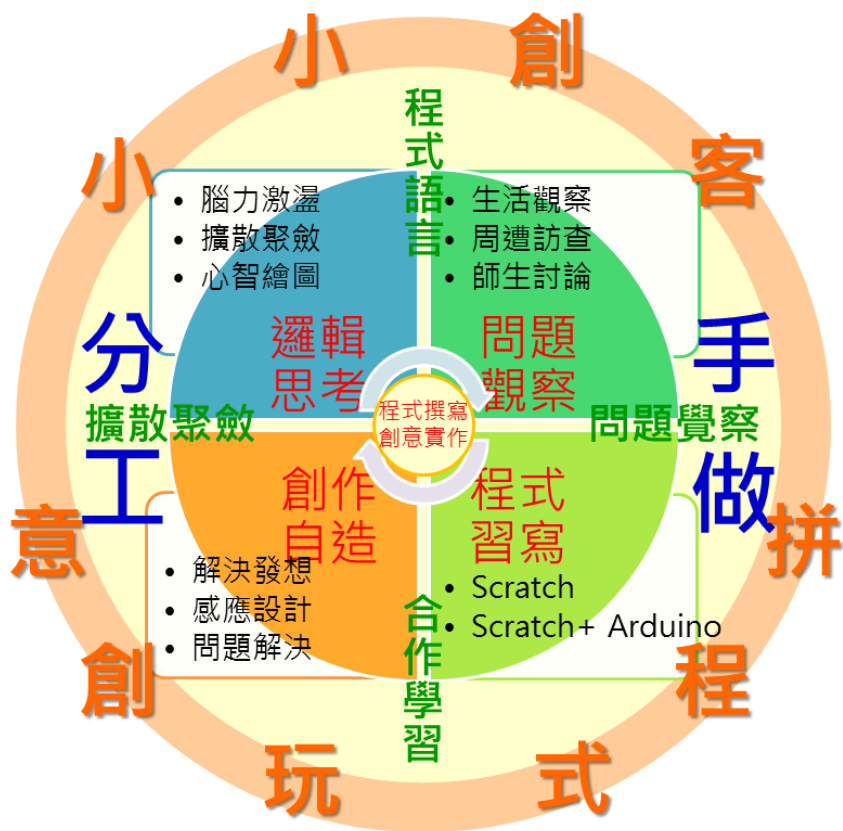 小小創客
拼程式玩創意
程式語言
腦力激盪
擴散聚斂
心智繪圖
生活觀察
周遭訪查
師生討論
邏輯
思考
問題
觀察
分工
手做
擴散聚斂
程式撰寫
創意實作
問題覺察
創作
自造
程式
習寫
解決發想
感應設計
問題解決
Scratch
Scratch+ Arduino
合作學習